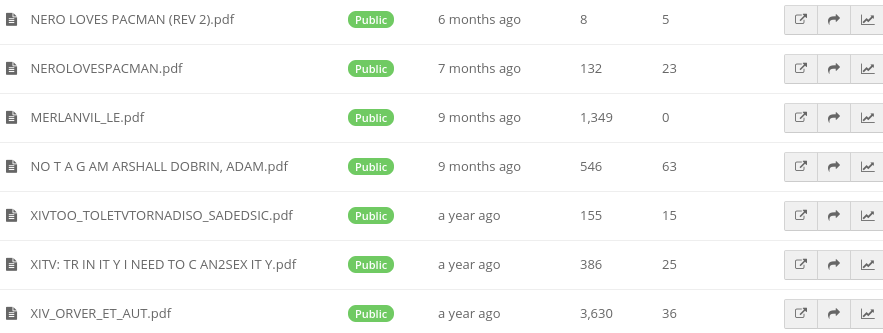 NERO LOVES PACMAN (REV 2).pdf Public 6 months ago 8 5
NEROLOVESPACMAN.pdf Public 7 months ago 132 23
MERLANVIL_LE.pdf Public 9 months ago 1,349 0
NO T A G AM ARSHALL DOBRIN, ADAM.pdf Public 9 months ago 546 63
XIVTOO_TOLETVTORNADISO_SADEDSIC.pdf Public a year ago 155 15
XITV: TR IN IT Y I NEED TO C AN2SEX IT Y.pdf Public a year ago 386 25
XIV_ORVER_ET_AUT.pdf Public a year ago 3,630 36